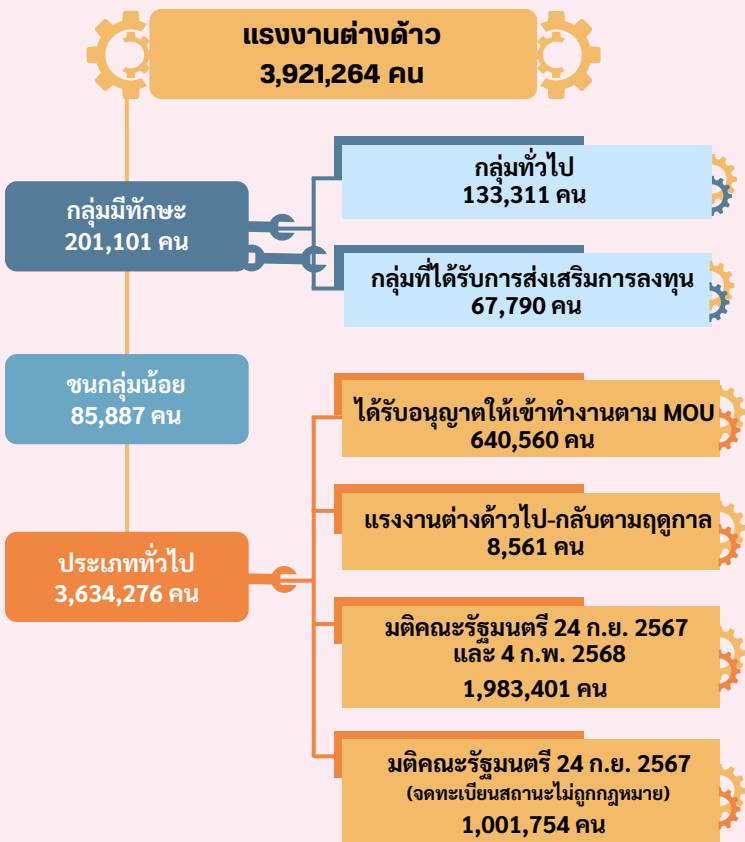 แรงงานต่างด้าว
3,921,264 คน
กลุ่มมีทักษะ
201,101 คน
กลุ่มทั่วไป
133,311 คน
กลุ่มที่ได้รับการส่งเสริมการลงทุน
67,790 คน
ชนกลุ่มน้อย
85,887 คน
ประเภททั่วไป
3,634,276 คน
ได้รับอนุญาตให้เข้าทำงานตาม MOU
640,560 คน
แรงงานต่างด้าวไป-กลับตามฤดูกาล
8,561 คน
มติคณะรัฐมนตรี 24 ก.ย. 2567
และ 4 ก.พ. 2568
1,983,401 คน
มติคณะรัฐมนตรี 24 ก.ย. 2567
(จดทะเบียนสถานะไม่ถูกกฎหมาย)
1,001,754 คน